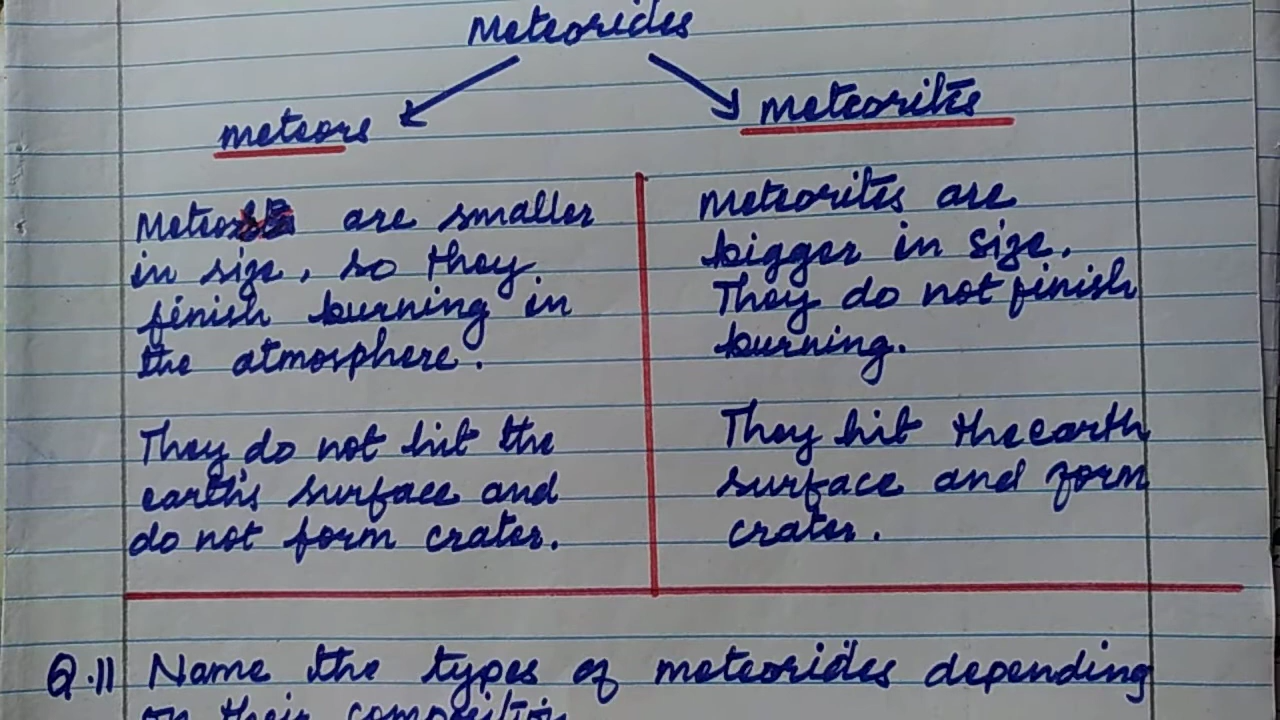 Meteorides
meteors
meteorites
Meteors are smaller
in size, so they
finish burning in
the atmosphere.
They do not hit the
earth's surface and
do not form crater.
Meteorites are
bigger in size.
They do not finish
burning.
They hit the earth
surface and form
crater.
Q.11 Name the types of meteorides depending
on their